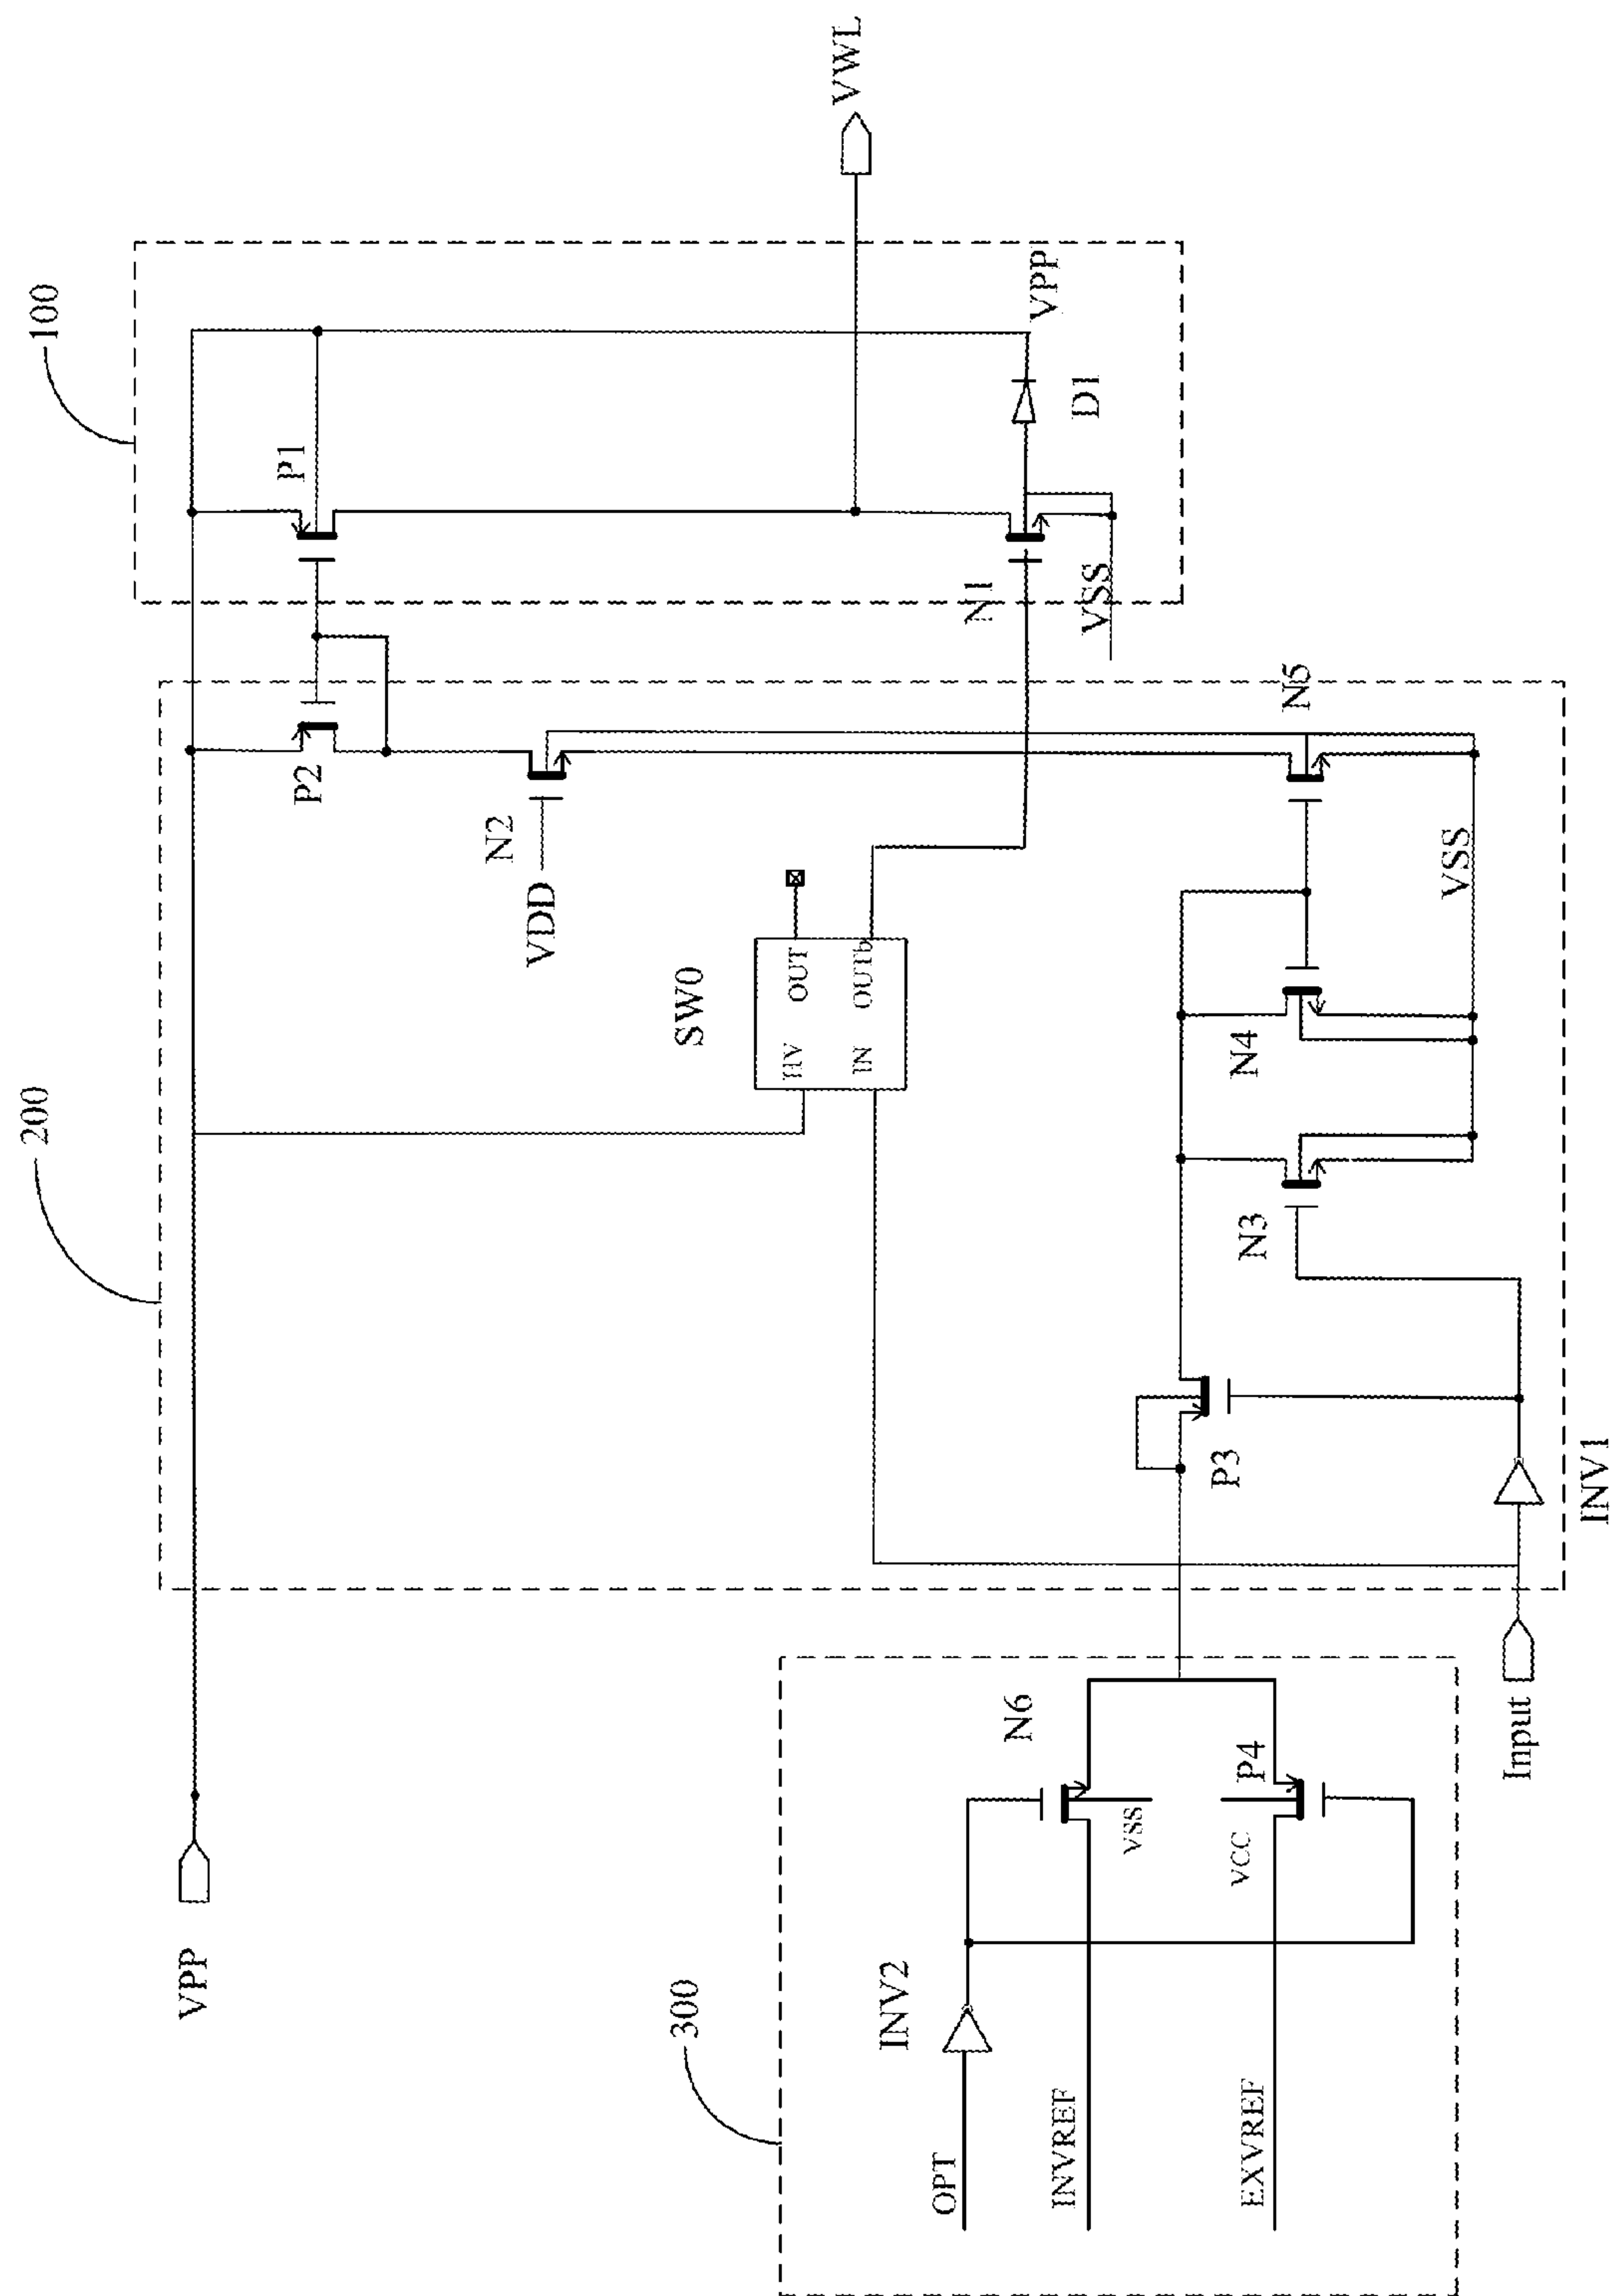 100
VWL
P1
VPP
D1
N1
VSS
200
P2
N2
VDD
N5
SW0
OUT
OUTb
HV
IN
VSS
N4
N3
P3
INV1
Input
VPP
300
N6
P4
VSS
VCC
INV2
OPT
INVREF
EXVREF